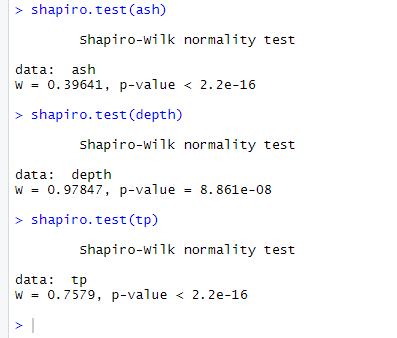 > shapiro.test(ash)
Shapiro-Wilk normality test
data:  ash
W = 0.39641, p-value < 2.2e-16
> shapiro.test(depth)
Shapiro-Wilk normality test
data:  depth
W = 0.97847, p-value = 8.861e-08
> shapiro.test(tp)
Shapiro-Wilk normality test
data:  tp
W = 0.7579, p-value < 2.2e-16
>